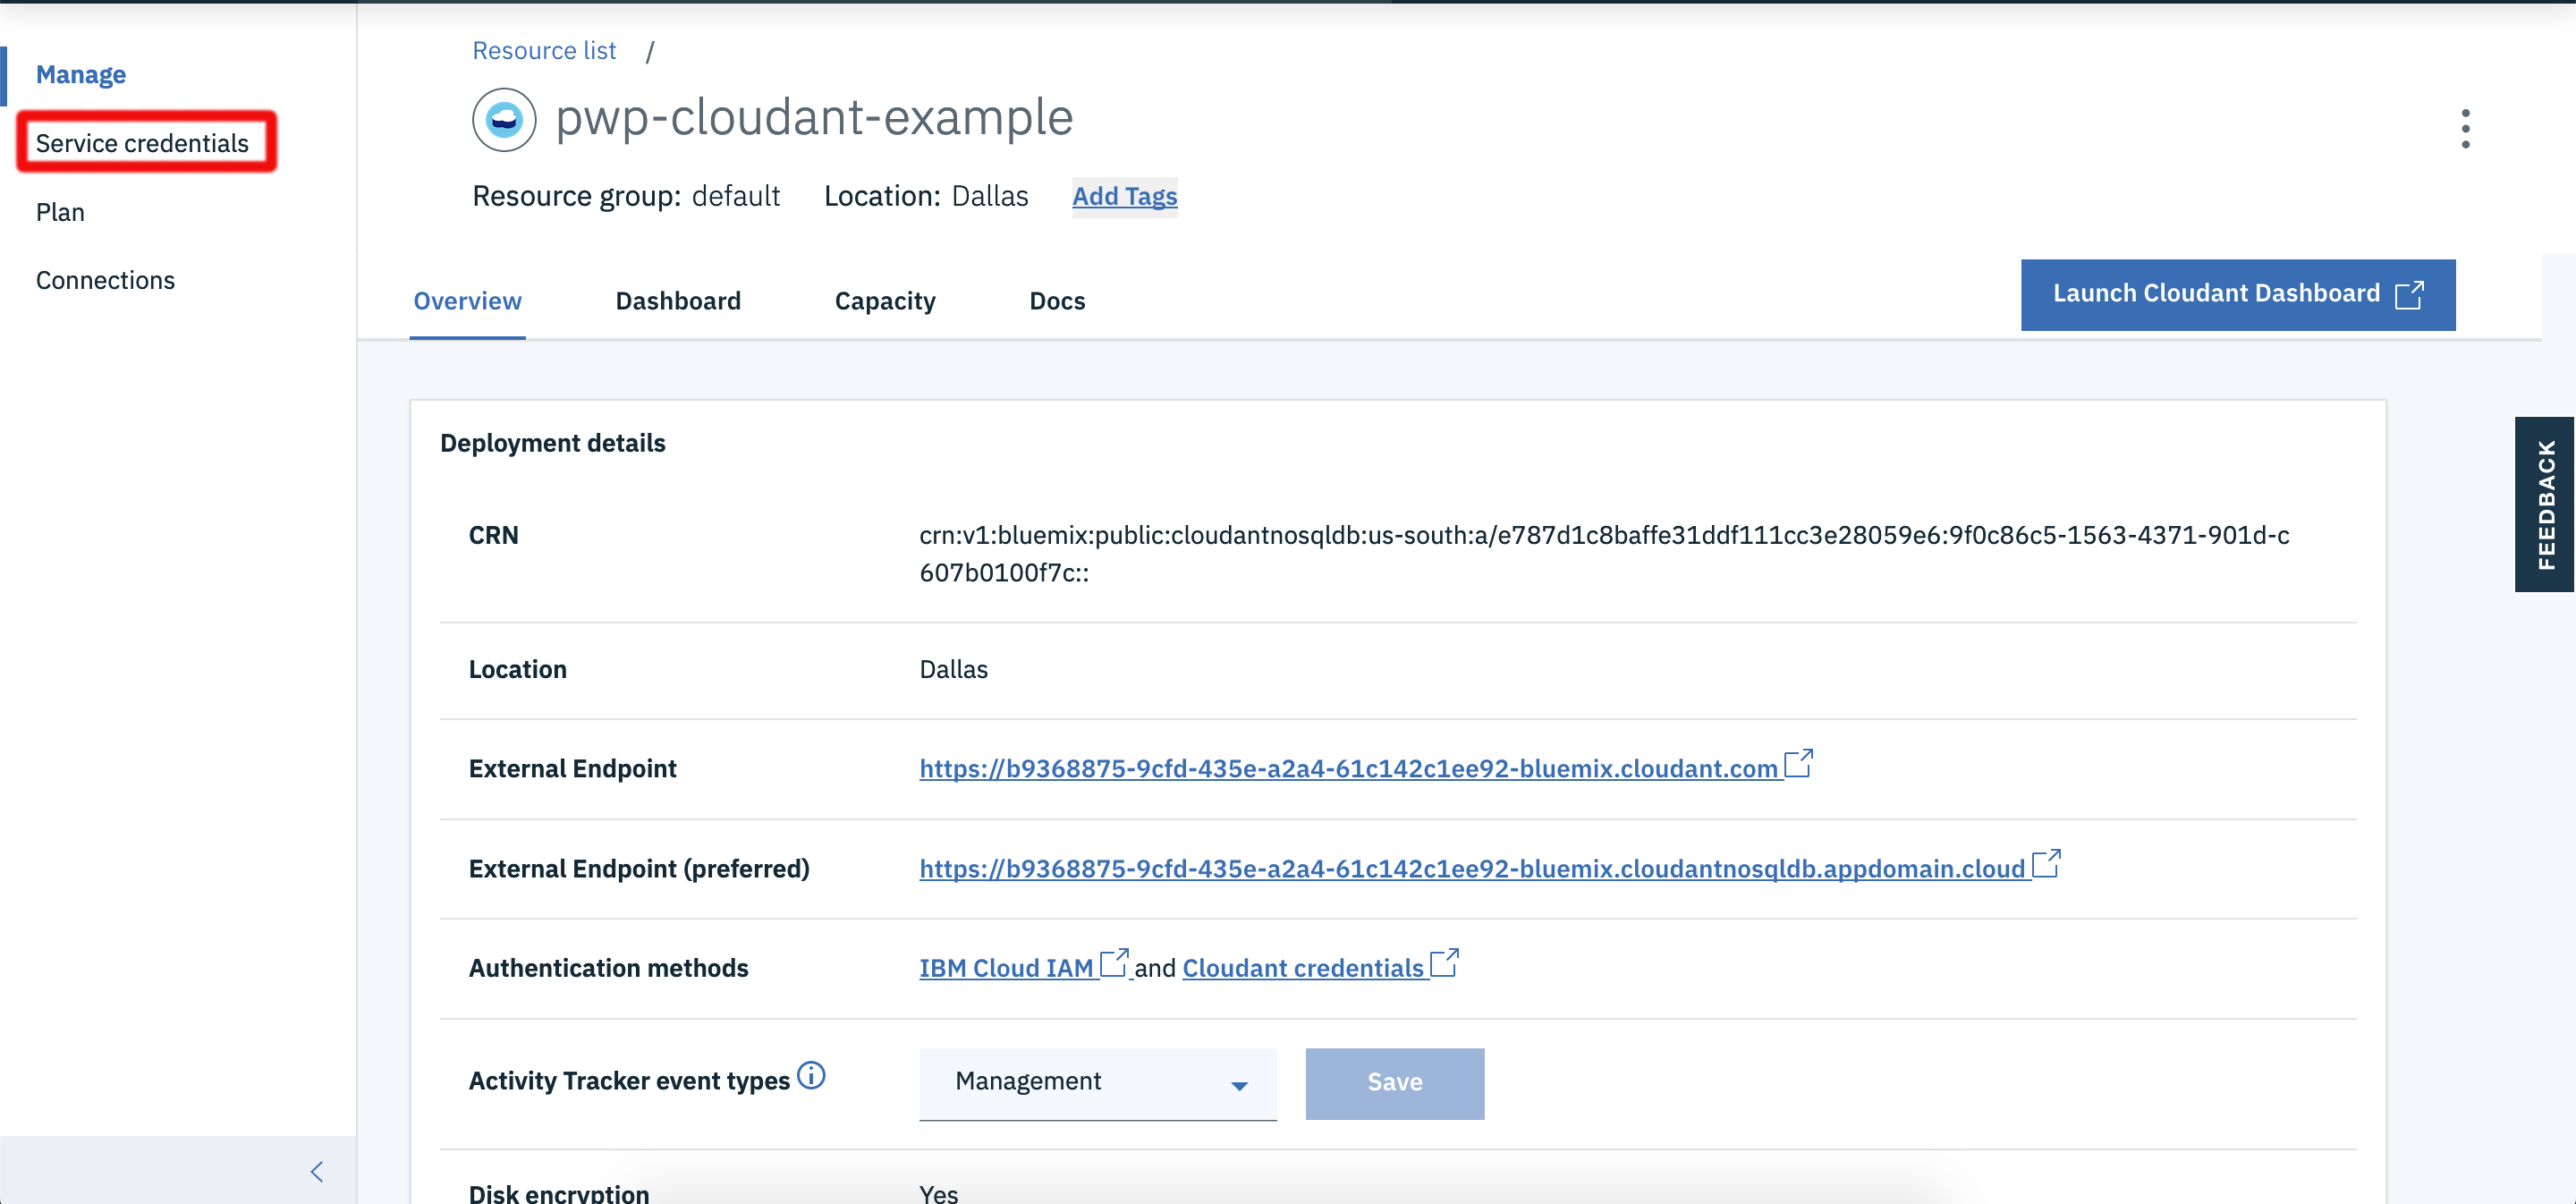 Manage
Service credentials
Plan
Connections
Resource list /
pwp-cloudant-example
Resource group: default Location: Dallas Add Tags
Overview Dashboard Capacity Docs Launch Cloudant Dashboard
FEEDBACK
Deployment details
CRN crn:v1:bluemix:public:cloudantnosqldb:us-south:a/e787d1c8baffe31ddf111cc3e28059e6:9f0c86c5-1563-4371-901d-c
607b0100f7c::
Location Dallas
External Endpoint https://b9368875-9cfd-435e-a2a4-61c142c1ee92-bluemix.cloudant.com
External Endpoint (preferred) https://b9368875-9cfd-435e-a2a4-61c142c1ee92-bluemix.cloudantnosqldb.appdomain.cloud
Authentication methods IBM Cloud IAM and Cloudant credentials
Activity Tracker event types Management Save
Disk encryption Yes